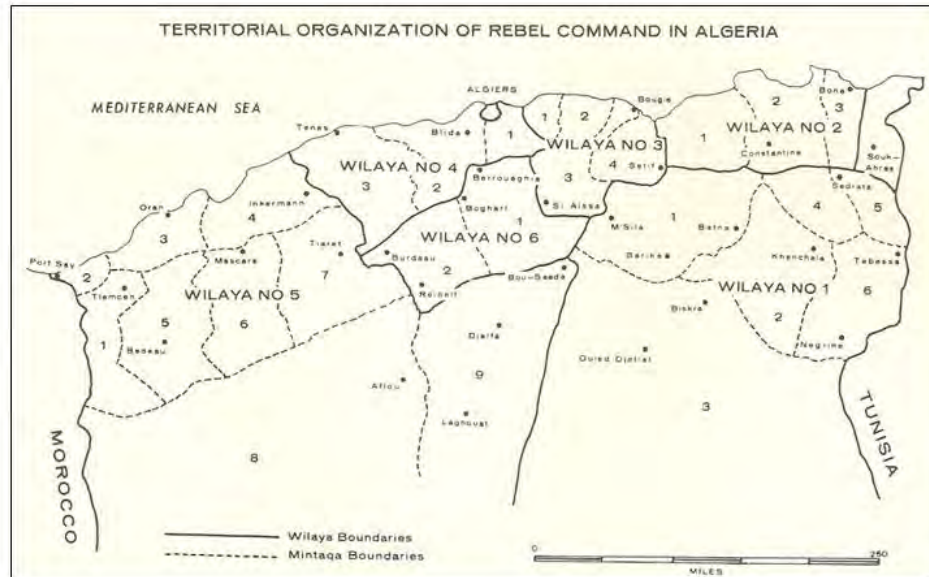 TERRITORIAL ORGANIZATION OF REBEL COMMAND IN ALGERIA
MEDITERRANEAN SEA
ALGIERS
Tenes
Blida
1
1
2
Bougie
2
Bona
3
WILAYA NO 4
WILAYA NO 3
1
WILAYA NO 2
Constantine
Souk-
Ahras
3
2
Berrouaghia
3
4
Setif
Sedrata
Oran
3
Inkermann
4
Boghari
1
Si Aissa
M'Sila
1
Batna
4
5
Port Say
2
Mascara
Tiaret
7
WILAYA NO 6
Burdeau
2
Bou-Saada
Barika
Khenchala
Tebessa
Tlemcen
WILAYA NO 5
Reibell
WILAYA NO 1
6
1
5
6
Bedeau
Djelfa
Biskra
2
Negrine
Ouled Djellal
Aflou
9
3
Laghouat
8
MOROCCO
TUNISIA
Wilaya Boundaries
Mintaqa Boundaries
0
250
MILES